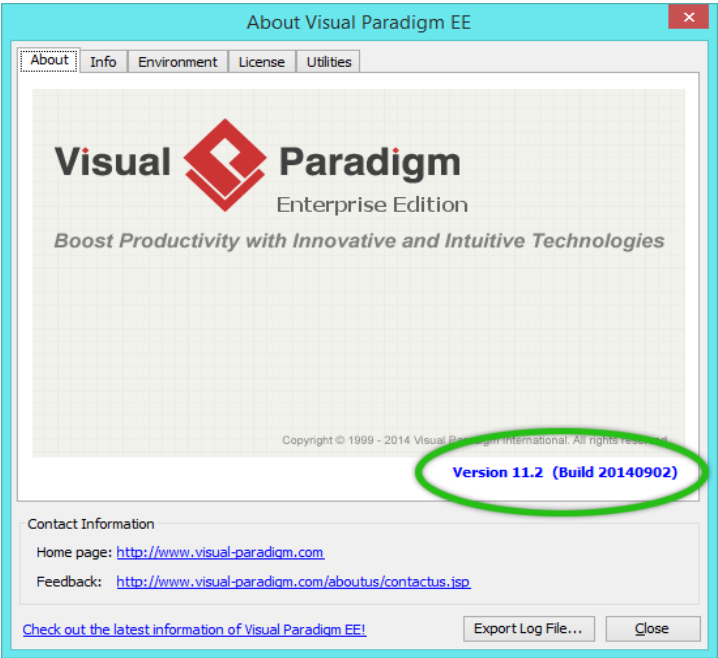 About Visual Paradigm EE
About Info Environment License Utilities
Visual Paradigm
Enterprise Edition
Boost Productivity with Innovative and Intuitive Technologies
Copyright © 1999 - 2014 Visual Paradigm International. All rights reserved.
Version 11.2 (Build 20140902)
Contact Information
Home page: http://www.visual-paradigm.com
Feedback: http://www.visual-paradigm.com/aboutus/contactus.jsp
Check out the latest information of Visual Paradigm EE! Export Log File... Close